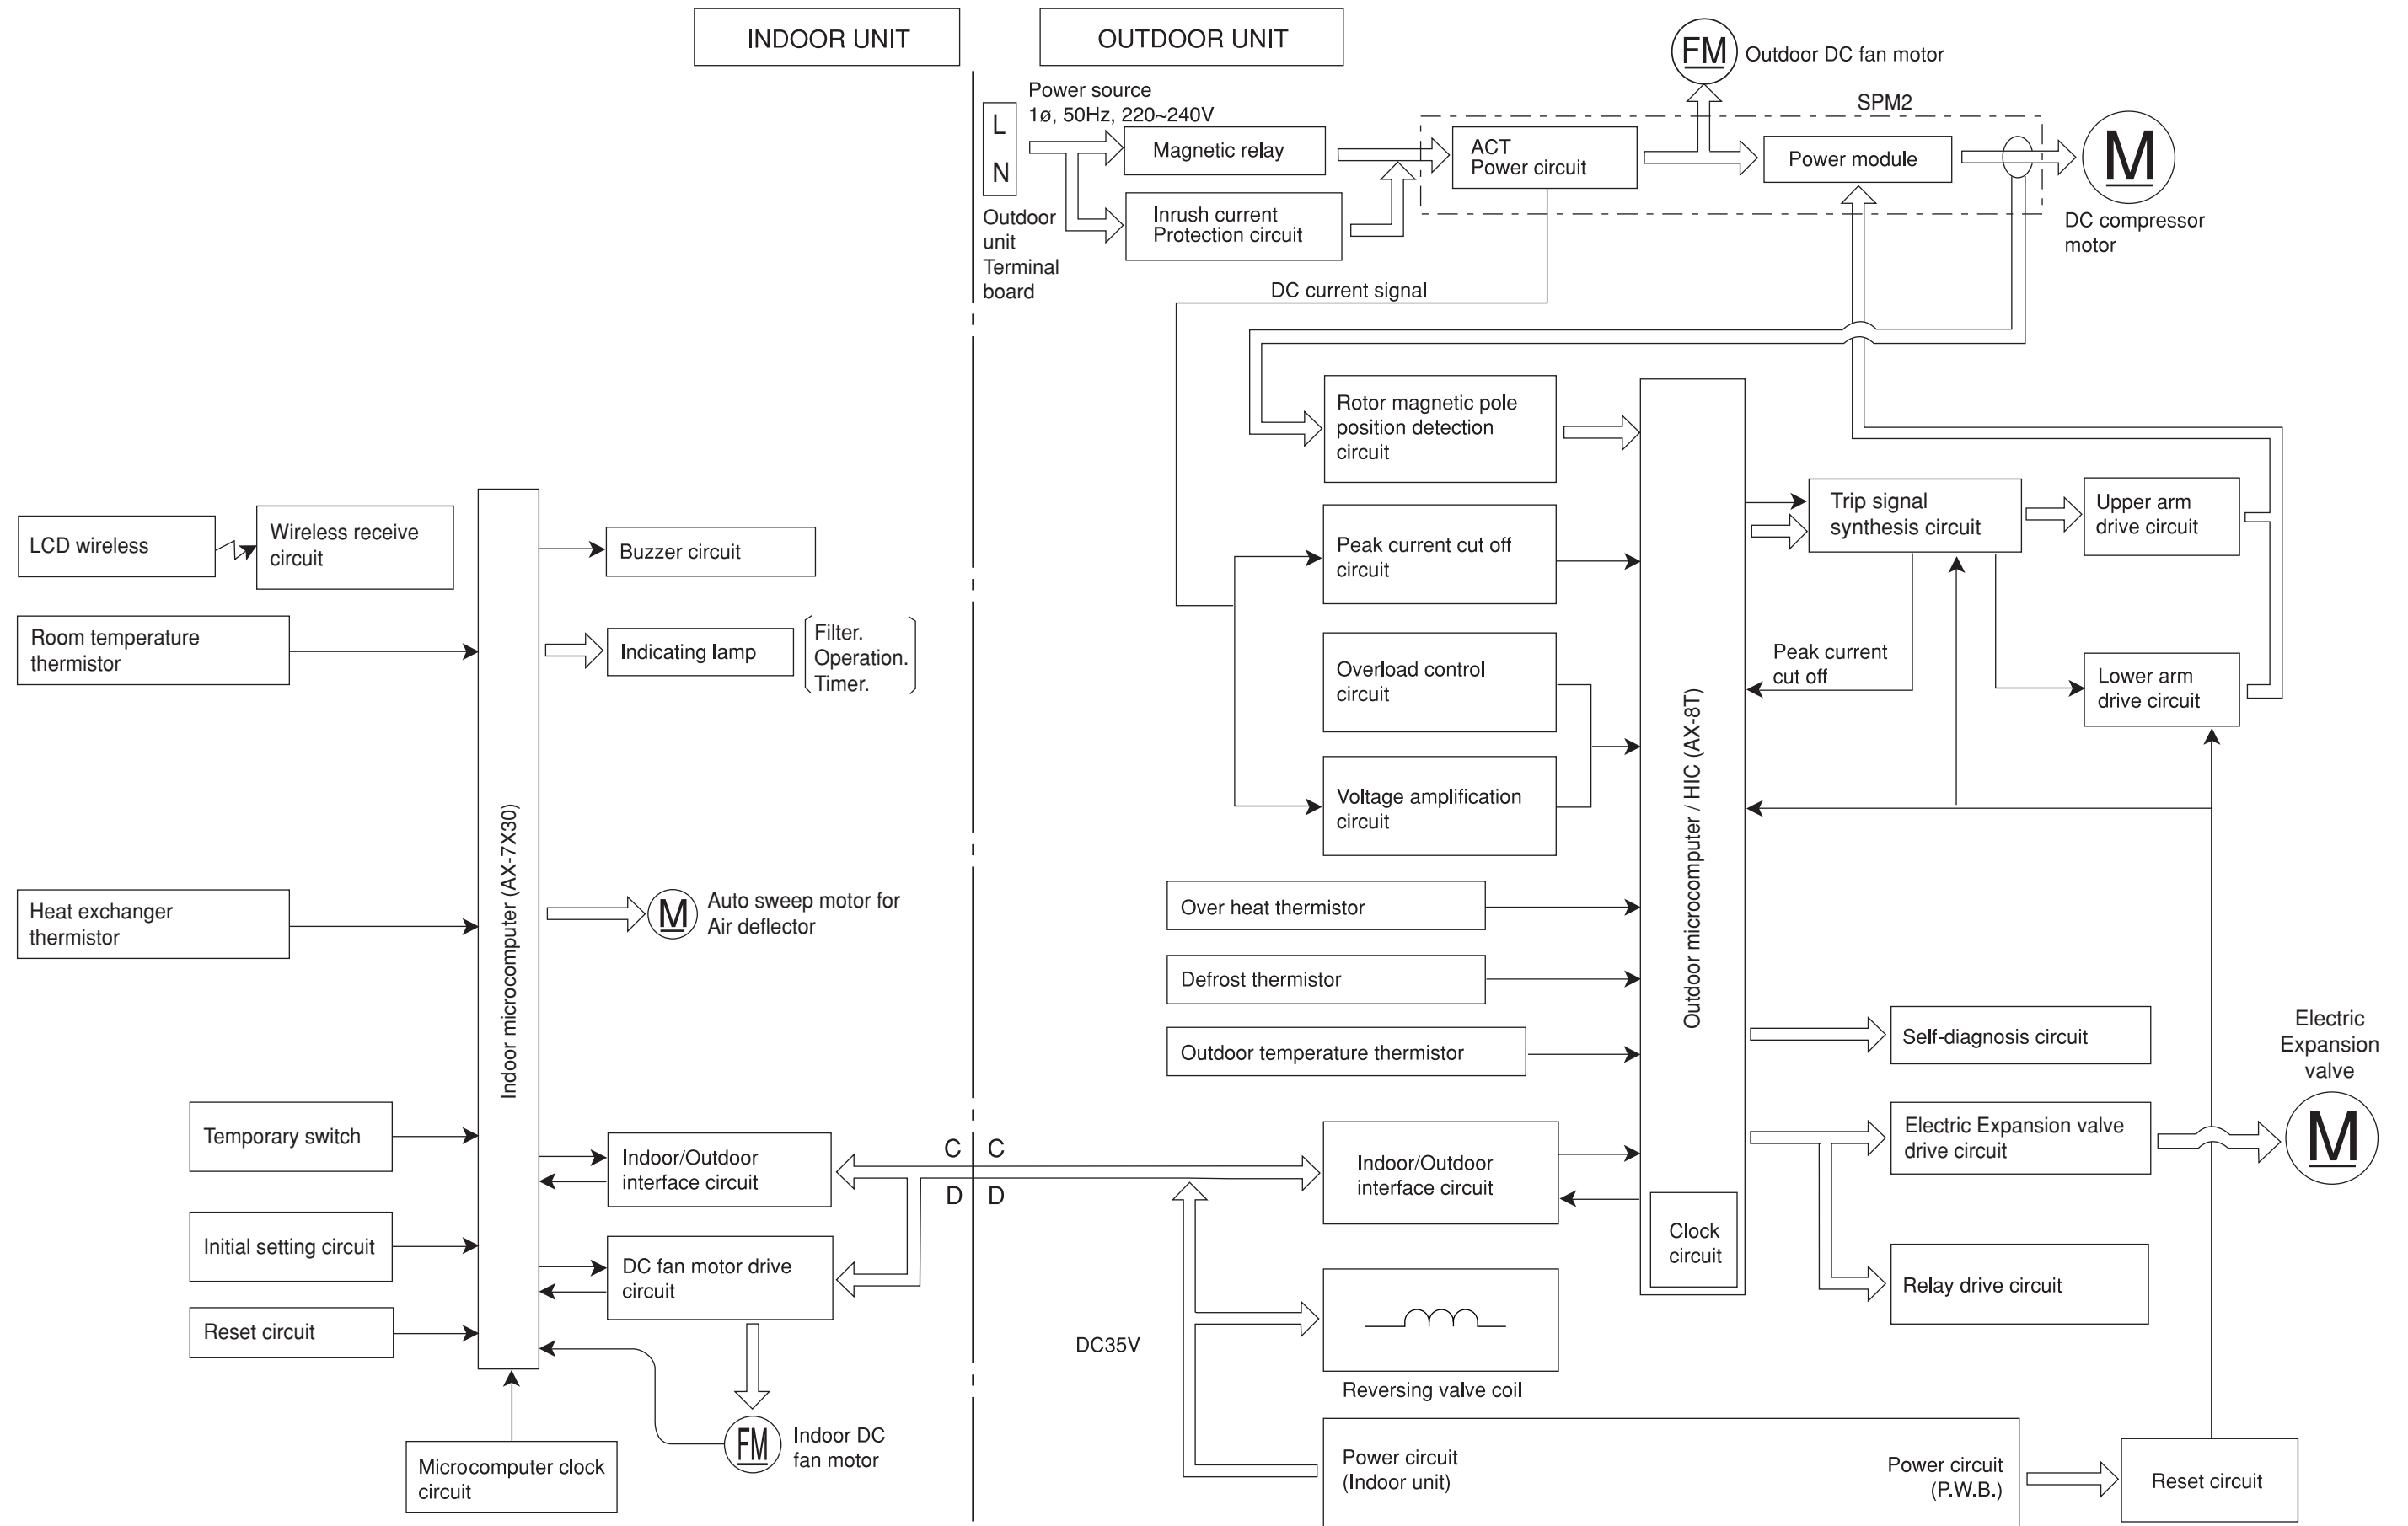 INDOOR UNIT
OUTDOOR UNIT
FM
Outdoor DC fan motor
Power source
1ø, 50Hz, 220~240V
SPM2
L
N
Magnetic relay
ACT
Power circuit
Power module
M
Outdoor
unit
Terminal
board
Inrush current
Protection circuit
DC compressor
motor
DC current signal
Rotor magnetic pole
position detection
circuit
LCD wireless
Wireless receive
circuit
Buzzer circuit
Peak current cut off
circuit
Trip signal
synthesis circuit
Upper arm
drive circuit
Room temperature
thermistor
Indicating lamp
Filter.
Operation.
Timer.
Overload control
circuit
Peak current
cut off
Lower arm
drive circuit
Voltage amplification
circuit
Indoor microcomputer (AX-7X30)
Outdoor microcomputer / HIC (AX-8T)
Heat exchanger
thermistor
M
Auto sweep motor for
Air deflector
Over heat thermistor
Defrost thermistor
Outdoor temperature thermistor
Self-diagnosis circuit
Electric
Expansion
valve
Temporary switch
Indoor/Outdoor
interface circuit
C C
D D
Indoor/Outdoor
interface circuit
Electric Expansion valve
drive circuit
M
Initial setting circuit
DC fan motor drive
circuit
Clock
circuit
Relay drive circuit
Reset circuit
DC35V
Reversing valve coil
Microcomputer clock
circuit
FM
Indoor DC
fan motor
Power circuit
(Indoor unit)
Power circuit
(P.W.B.)
Reset circuit